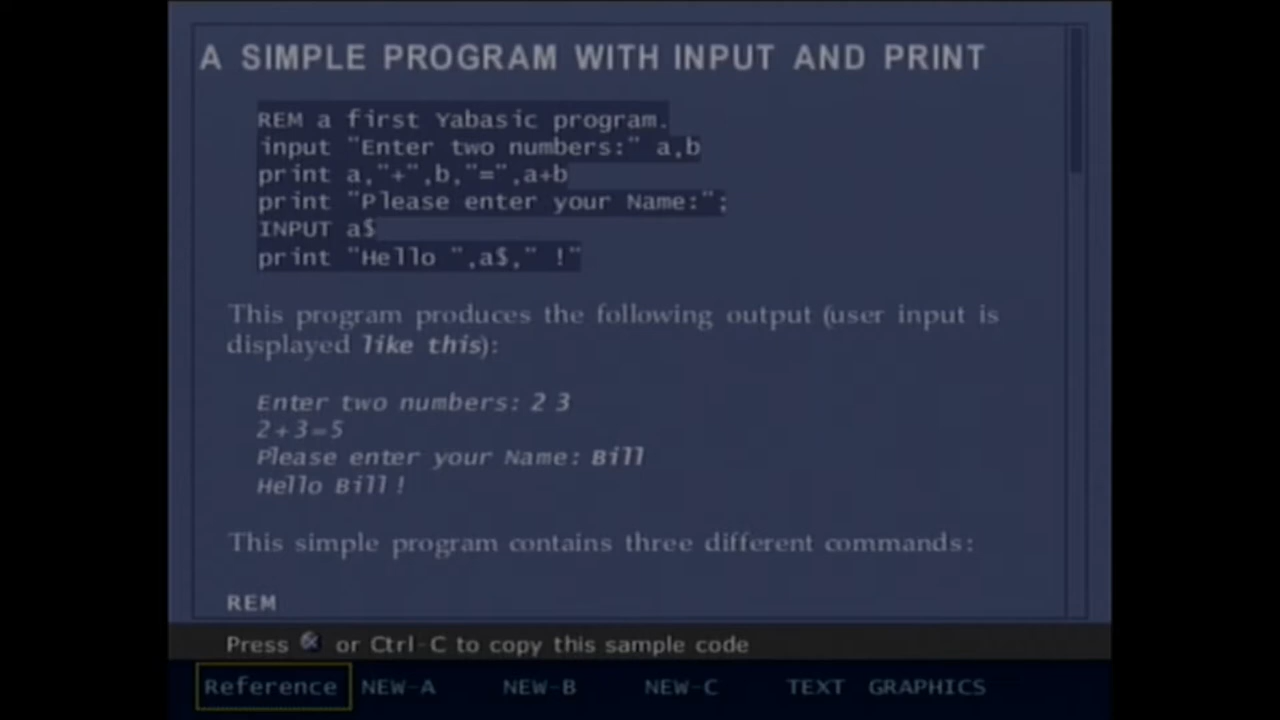 A SIMPLE PROGRAM WITH INPUT AND PRINT
REM a first Yabasic program.
input "Enter two numbers:" a,b
print a,"+",b,"=",a+b
print "Please enter your Name:";
INPUT a$
print "Hello ",a$," !"
This program produces the following output (user input is
displayed like this):
Enter two numbers: 2 3
2+3=5
Please enter your Name: Bill
Hello Bill !
This simple program contains three different commands:
REM
Press or Ctrl-C to copy this sample code
Reference NEW-A NEW-B NEW-C TEXT GRAPHICS